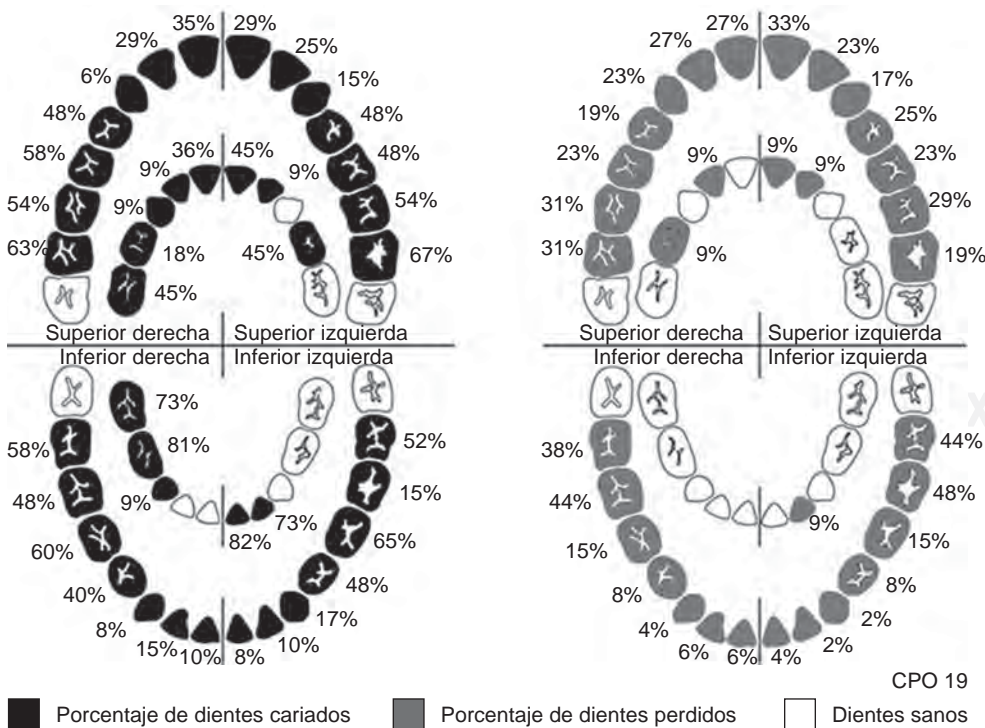 35% 29% 27% 33%
29% 25% 27% 23%
6% 15% 23% 17%
48% 48% 19% 25%
36% 45% 9%
58% 9% 9% 48% 23% 9% 9% 23%
54% 9% 54% 31% 29%
63% 18% 45% 67% 31% 9% 19%
45%
Superior derecha Superior izquierda Superior derecha Superior izquierda
Inferior derecha Inferior izquierda Inferior derecha Inferior izquierda
73%
58% 81% 52% 38% 44%
48% 9% 73% 15% 44% 9% 48%
82%
60% 65% 15% 15%
40% 48% 8% 8%
8% 17% 4% 2%
15% 10% 8% 10% 6% 6% 4% 2%
CPO 19
Porcentaje de dientes cariados Porcentaje de dientes perdidos Dientes sanos